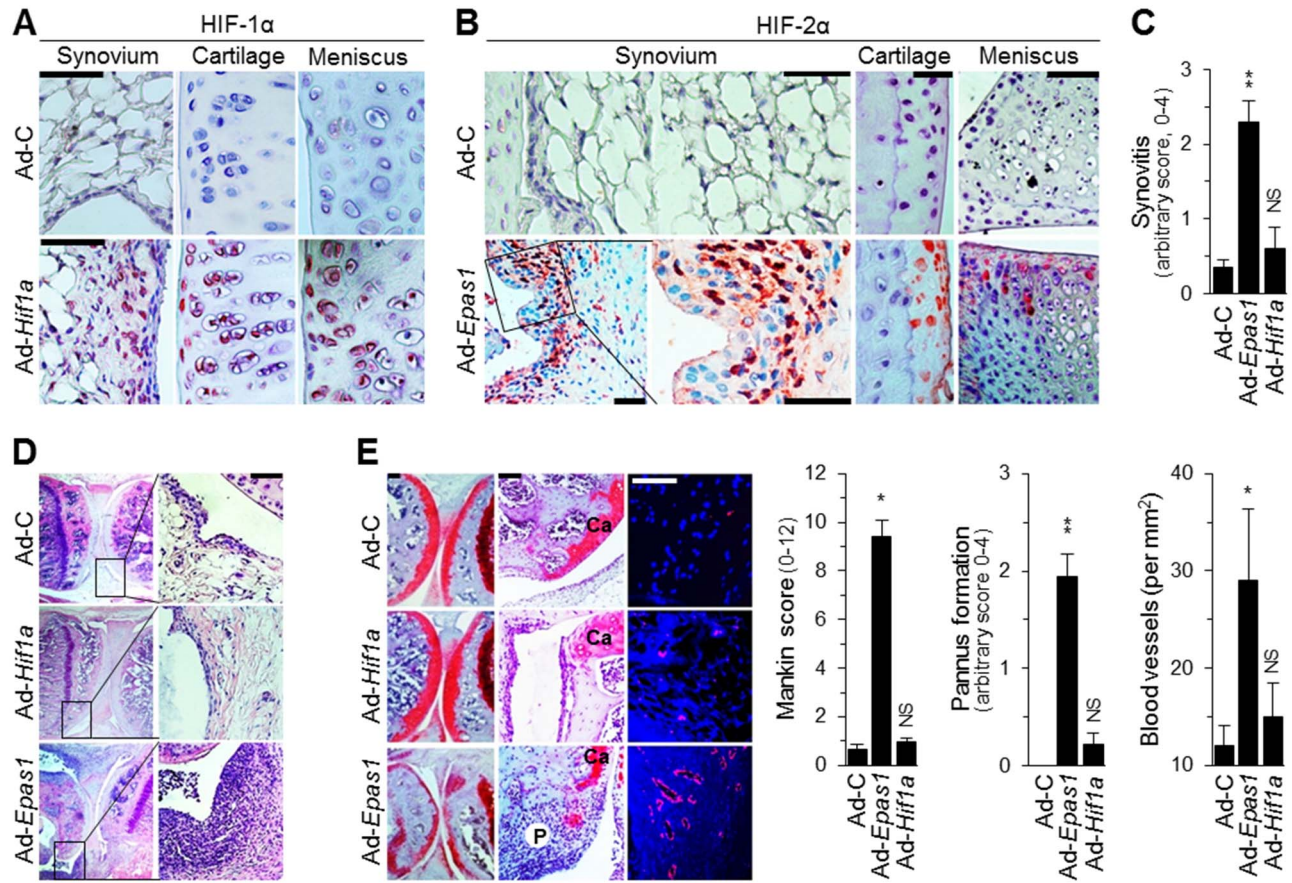 A
HIF-1α
Synovium
Cartilage
Meniscus
Ad-C
Ad-Hif1a
B
HIF-2α
Synovium
Cartilage
Meniscus
Ad-C
Ad-Epas1
C
Synovitis
(arbitrary score, 0-4)
3
2
1
0
**
NS
Ad-C
Ad-Epas1
Ad-Hif1a
D
Ad-C
Ad-Hif1a
Ad-Epas1
E
Ad-C
Ad-Hif1a
Ad-Epas1
Ca
Ca
Ca
P
Mankin score (0-12)
12
10
8
6
4
2
0
*
NS
Ad-C
Ad-Epas1
Ad-Hif1a
Pannus formation
(arbitrary score 0-4)
3
2
1
0
**
NS
Ad-C
Ad-Epas1
Ad-Hif1a
Blood vessels (per mm2)
40
30
20
10
*
NS
Ad-C
Ad-Epas1
Ad-Hif1a